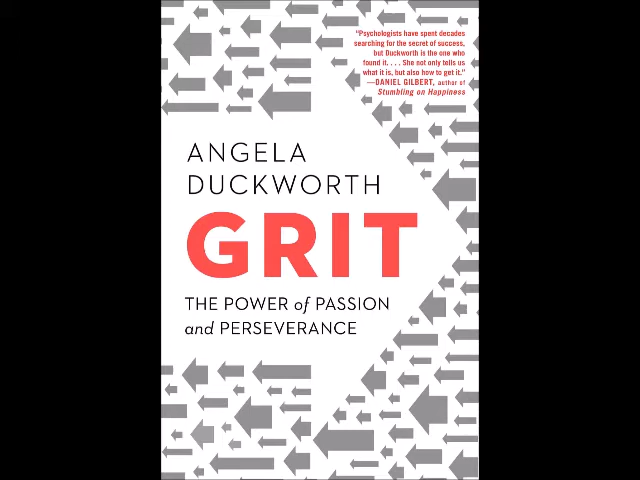 "Psychologists have spent decades
searching for the secret of success,
but Duckworth is the one who
found it. . . . She not only tells us
what it is, but also how to get it."
—DANIEL GILBERT, author of
Stumbling on Happiness
ANGELA
DUCKWORTH
GRIT
THE POWER of PASSION
and PERSEVERANCE